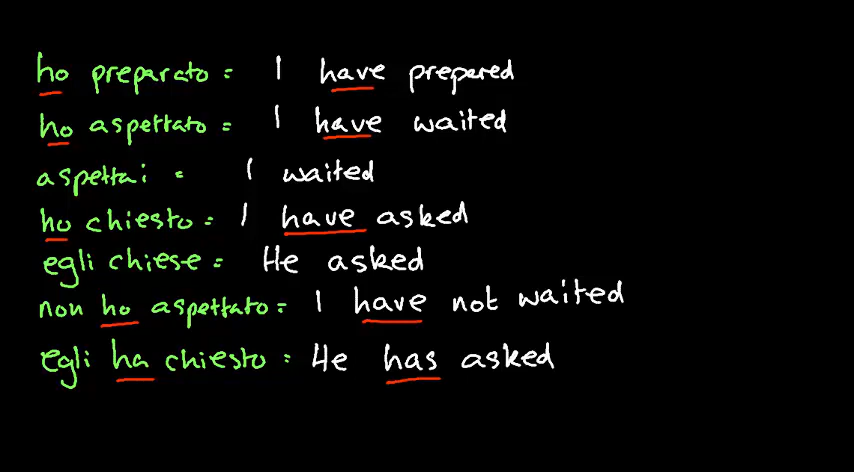 ho preparato = I have prepared
ho aspettato = I have waited
aspettai = I waited
ho chiesto = I have asked
egli chiese = He asked
non ho aspettato = I have not waited
egli ha chiesto = He has asked